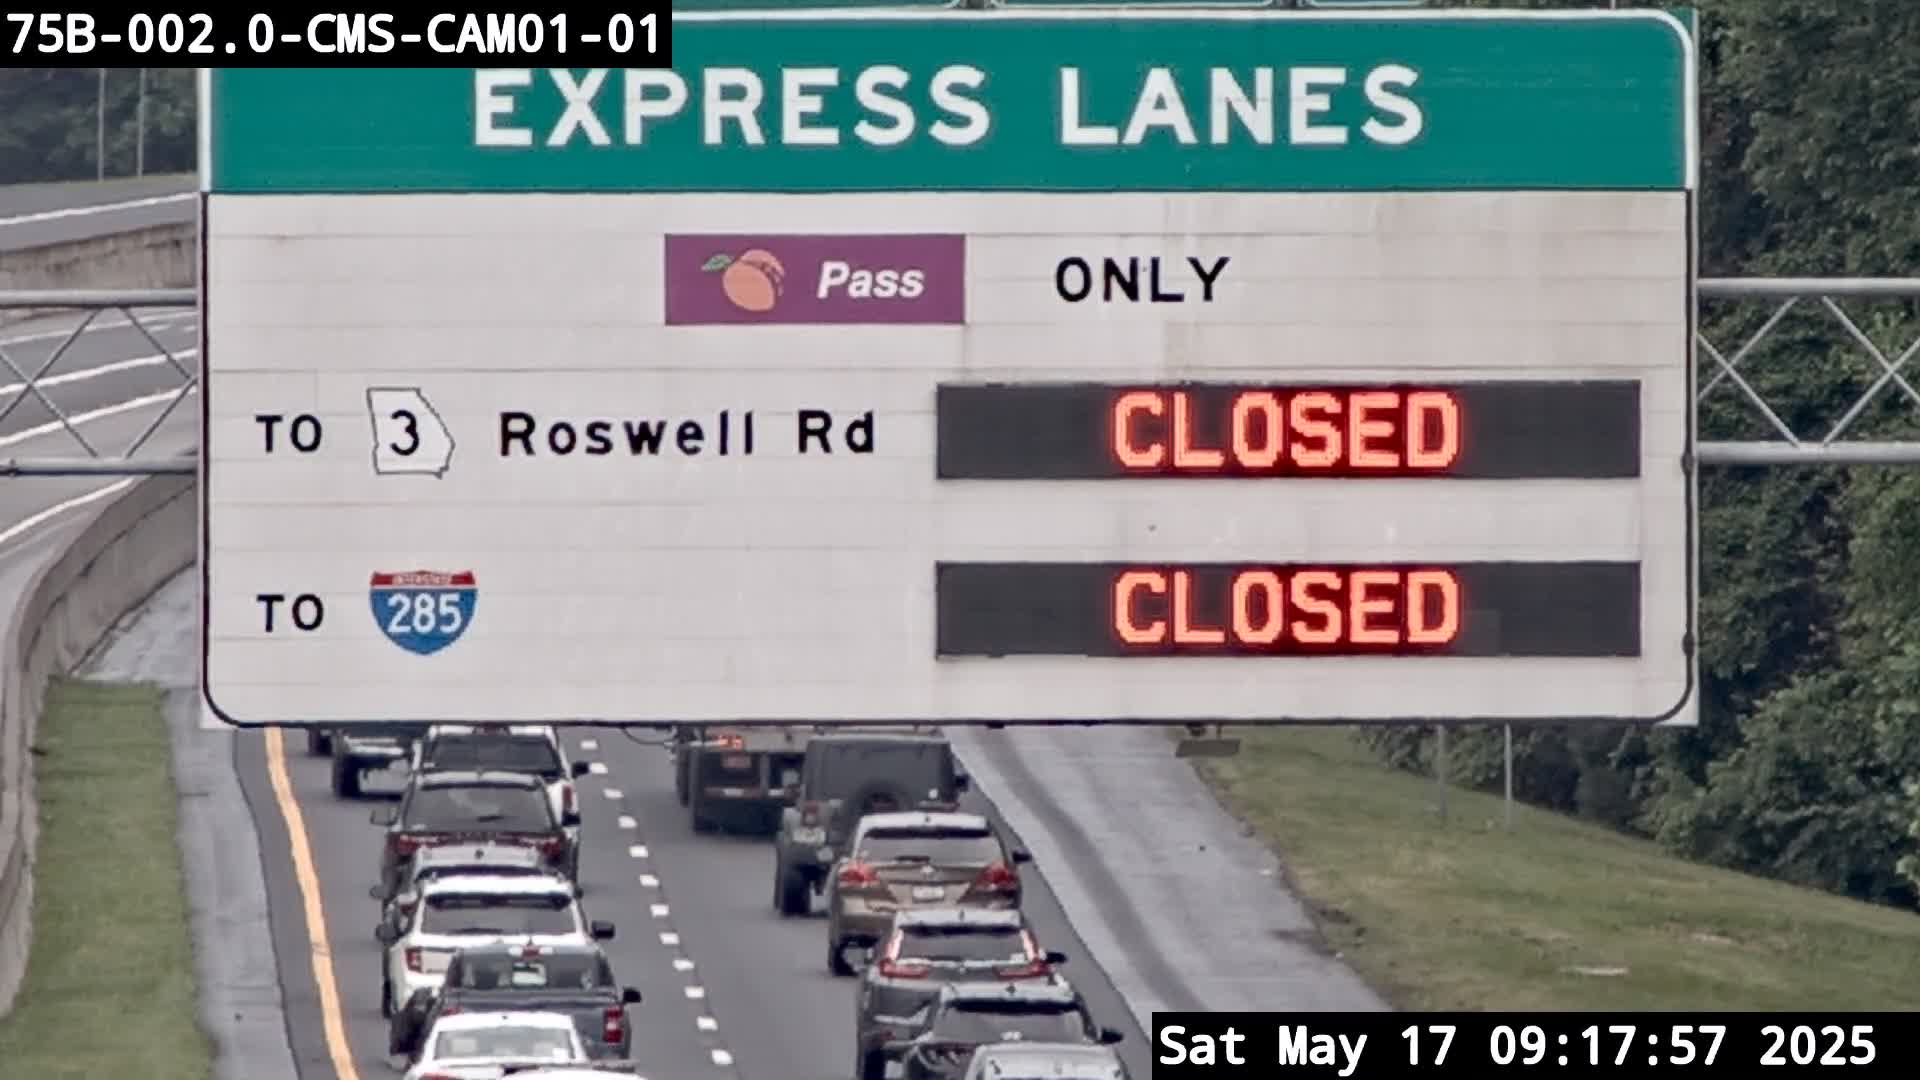 75B-002.0-CMS-CAM01-01
EXPRESS LANES
Pass ONLY
TO 3 Roswell Rd CLOSED
INTERSTATE
TO 285 CLOSED
Sat May 17 09:17:57 2025